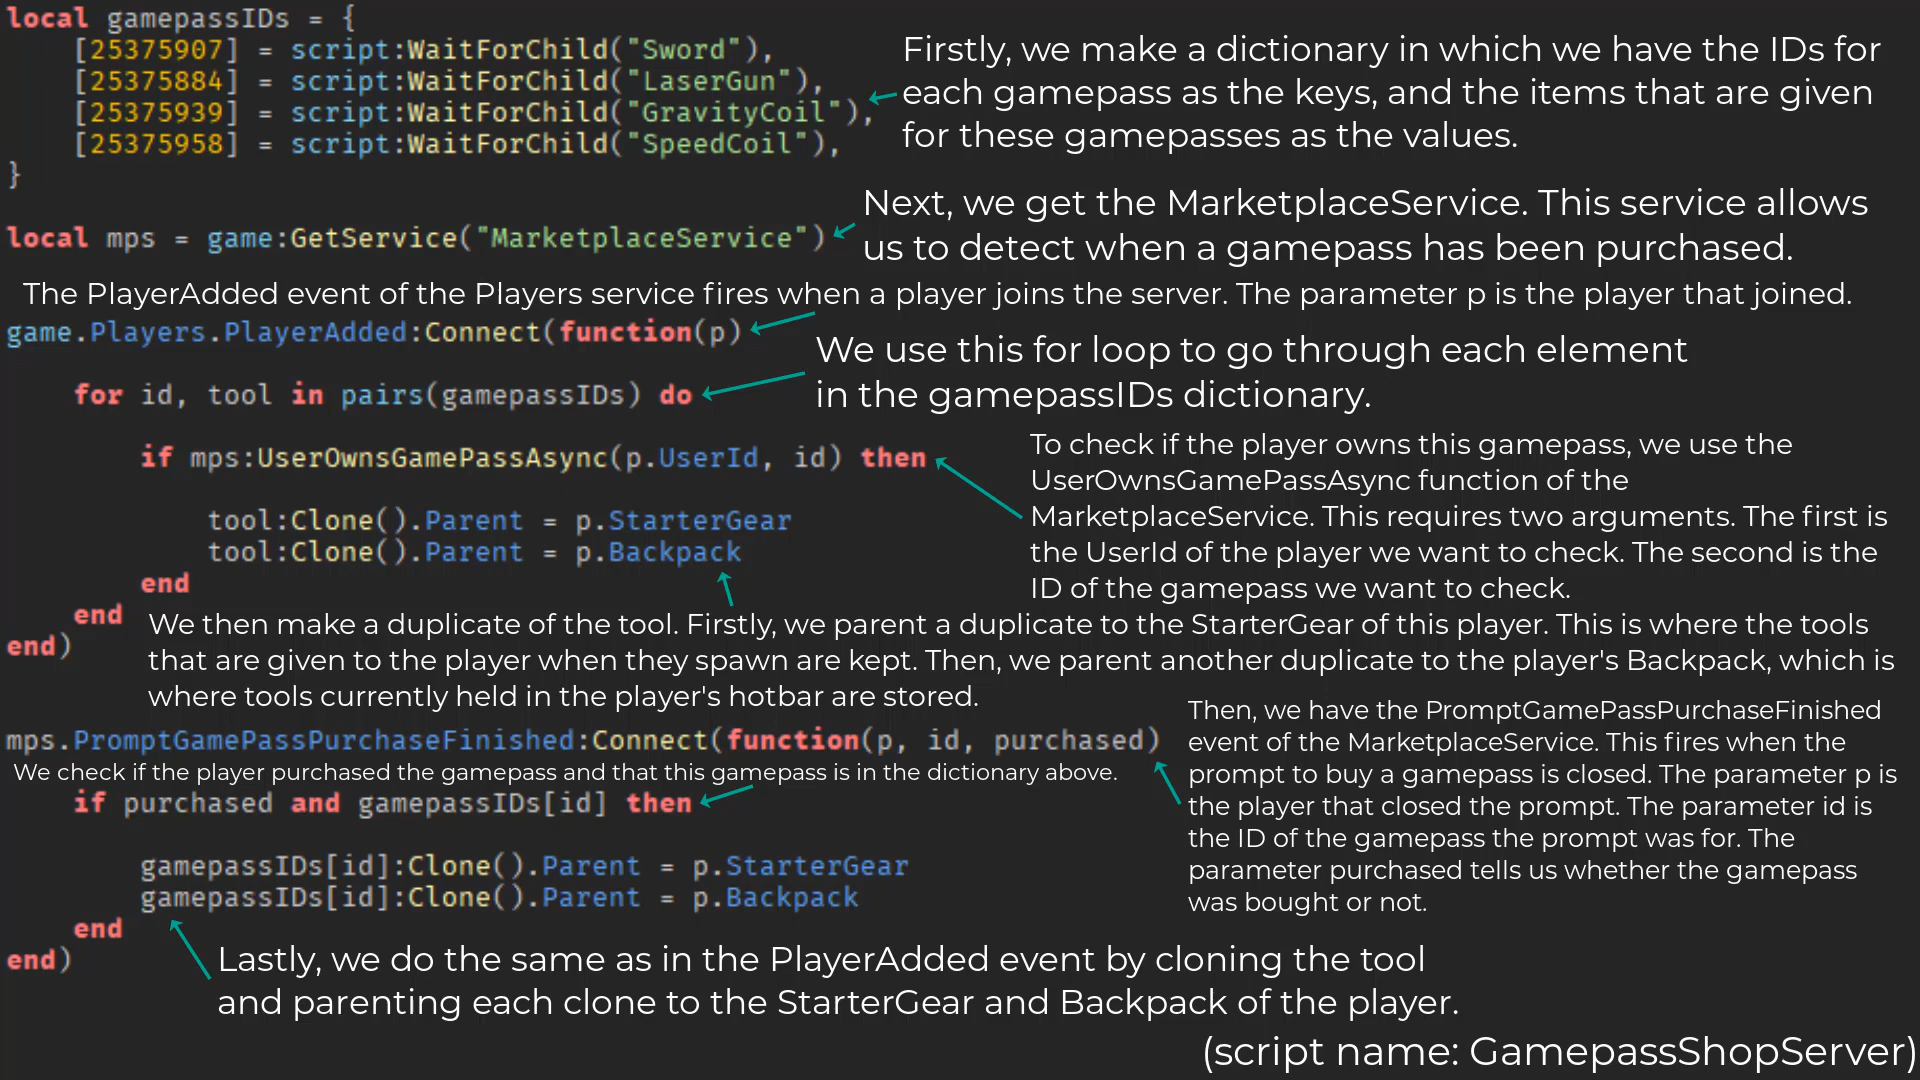 local gamepassIDs = {
[25375907] = script:WaitForChild("Sword"),
[25375884] = script:WaitForChild("LaserGun"),
[25375939] = script:WaitForChild("GravityCoil"),
[25375958] = script:WaitForChild("SpeedCoil"),
}
Firstly, we make a dictionary in which we have the IDs for
each gamepass as the keys, and the items that are given
for these gamepasses as the values.
local mps = game:GetService("MarketplaceService")
Next, we get the MarketplaceService. This service allows
us to detect when a gamepass has been purchased.
The PlayerAdded event of the Players service fires when a player joins the server. The parameter p is the player that joined.
game.Players.PlayerAdded:Connect(function(p)
We use this for loop to go through each element
in the gamepassIDs dictionary.
for id, tool in pairs(gamepassIDs) do
if mps:UserOwnsGamePassAsync(p.UserId, id) then
To check if the player owns this gamepass, we use the
UserOwnsGamePassAsync function of the
MarketplaceService. This requires two arguments. The first is
the UserId of the player we want to check. The second is the
ID of the gamepass we want to check.
tool:Clone().Parent = p.StarterGear
tool:Clone().Parent = p.Backpack
end
end
end)
We then make a duplicate of the tool. Firstly, we parent a duplicate to the StarterGear of this player. This is where the tools
that are given to the player when they spawn are kept. Then, we parent another duplicate to the player's Backpack, which is
where tools currently held in the player's hotbar are stored.
mps.PromptGamePassPurchaseFinished:Connect(function(p, id, purchased)
Then, we have the PromptGamePassPurchaseFinished
event of the MarketplaceService. This fires when the
prompt to buy a gamepass is closed. The parameter p is
the player that closed the prompt. The parameter id is
the ID of the gamepass the prompt was for. The
parameter purchased tells us whether the gamepass
was bought or not.
We check if the player purchased the gamepass and that this gamepass is in the dictionary above.
if purchased and gamepassIDs[id] then
gamepassIDs[id]:Clone().Parent = p.StarterGear
gamepassIDs[id]:Clone().Parent = p.Backpack
end
end)
Lastly, we do the same as in the PlayerAdded event by cloning the tool
and parenting each clone to the StarterGear and Backpack of the player.
(script name: GamepassShopServer)